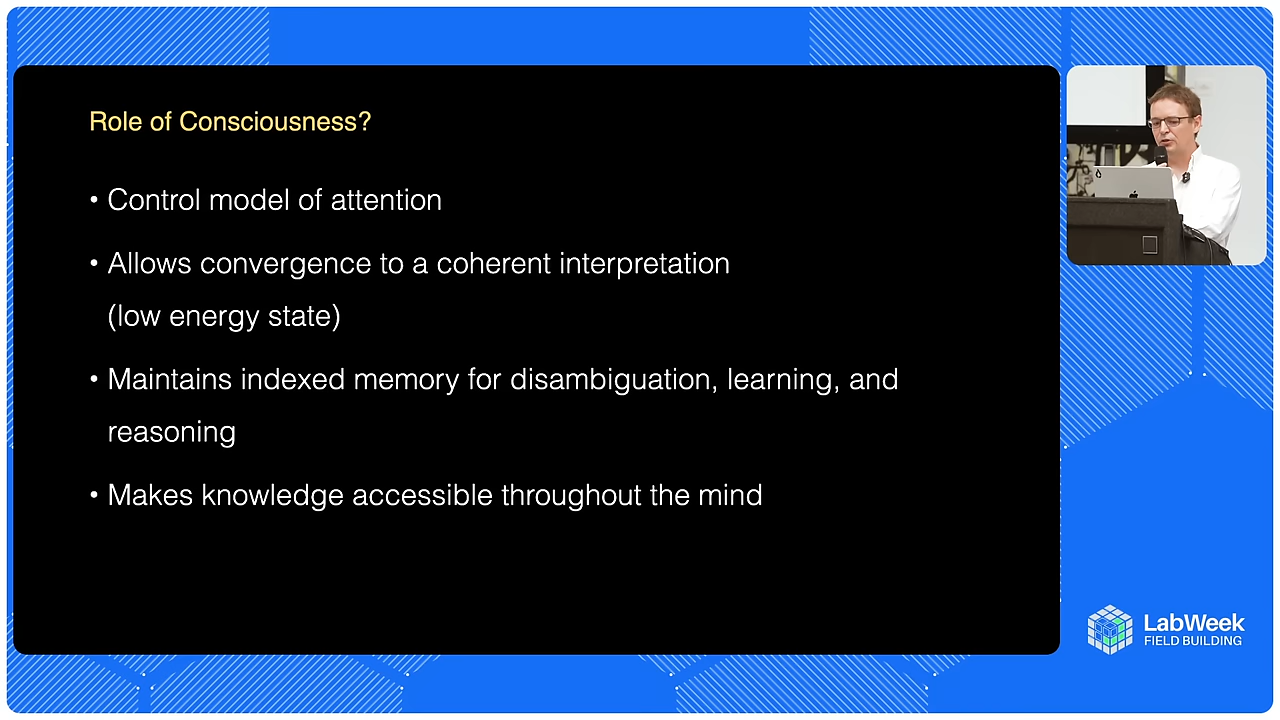 Role of Consciousness?
• Control model of attention
• Allows convergence to a coherent interpretation
(low energy state)
• Maintains indexed memory for disambiguation, learning, and
reasoning
• Makes knowledge accessible throughout the mind
LabWeek
FIELD BUILDING